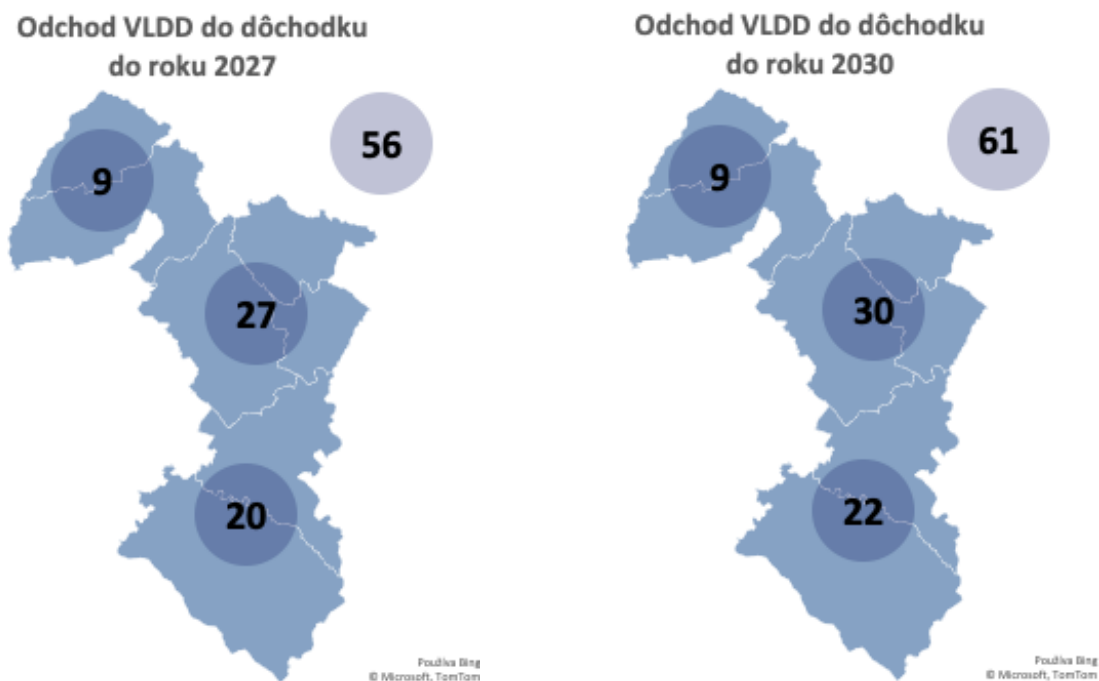 Odchod VLDD do dôchodku
do roku 2027
56
9
27
20
Používa Bing
© Microsoft, TomTom
Odchod VLDD do dôchodku
do roku 2030
61
9
30
22
Používa Bing
© Microsoft, TomTom